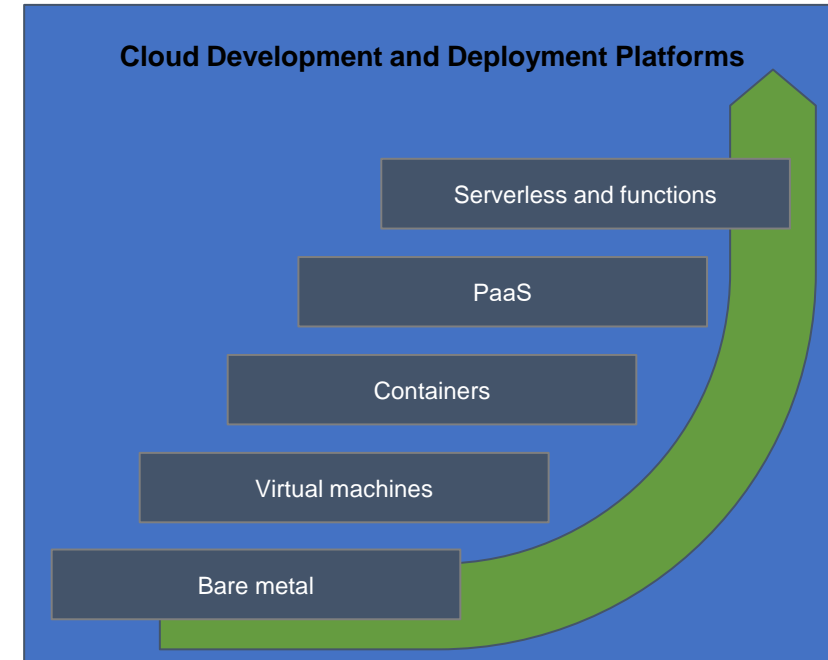 Cloud Development and Deployment Platforms
Serverless and functions
PaaS
Containers
Virtual machines
Bare metal